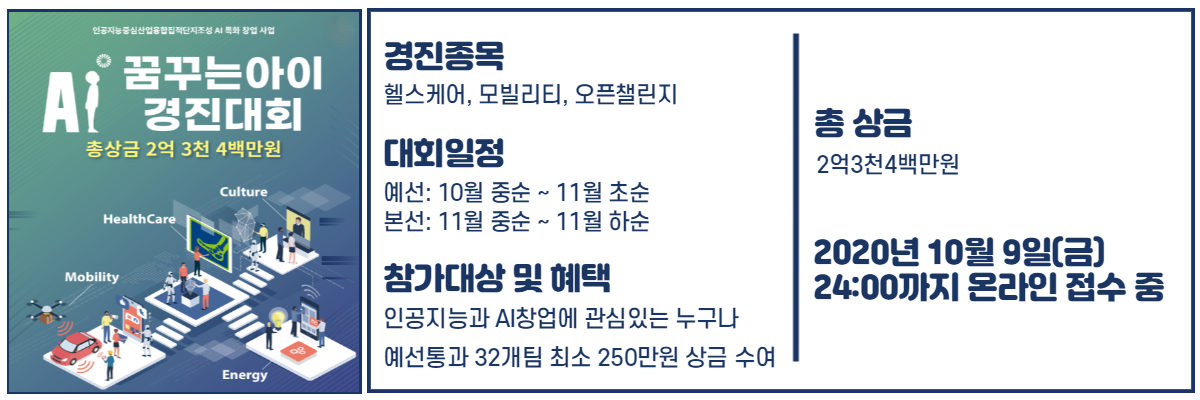 인공지능중심산업융합집적단지조성 AI 특화 창업 사업
Ai 꿈꾸는아이
경진대회
총상금 2억 3천 4백만원
Culture
HealthCare
Mobility
Energy
경진종목
헬스케어, 모빌리티, 오픈챌린지
대회일정
예선: 10월 중순 ~ 11월 초순
본선: 11월 중순 ~ 11월 하순
참가대상 및 혜택
인공지능과 AI창업에 관심있는 누구나
예선통과 32개팀 최소 250만원 상금 수여
총 상금
2억3천4백만원
2020년 10월 9일(금)
24:00까지 온라인 접수 중